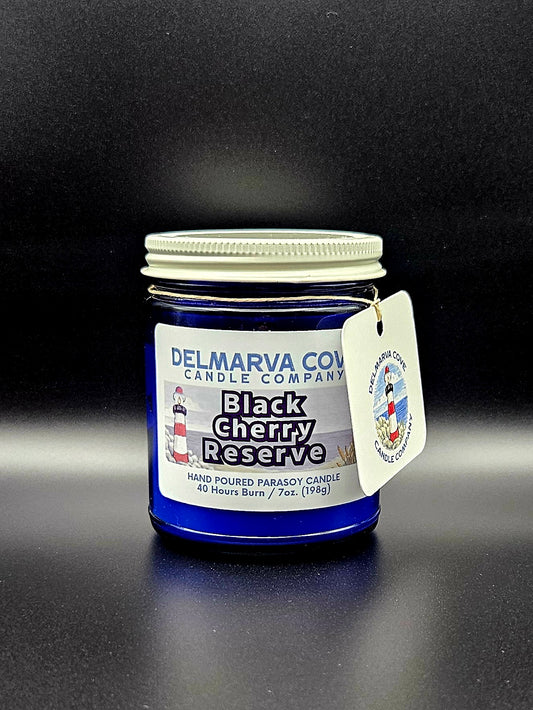 DELMARVA COV
CANDLE COMPANY
Black
Cherry
Reserve
HAND POURED PARASOY CANDLE
40 Hours Burn / 7oz. (198g)
DELMARVA COVE
CANDLE COMPANY